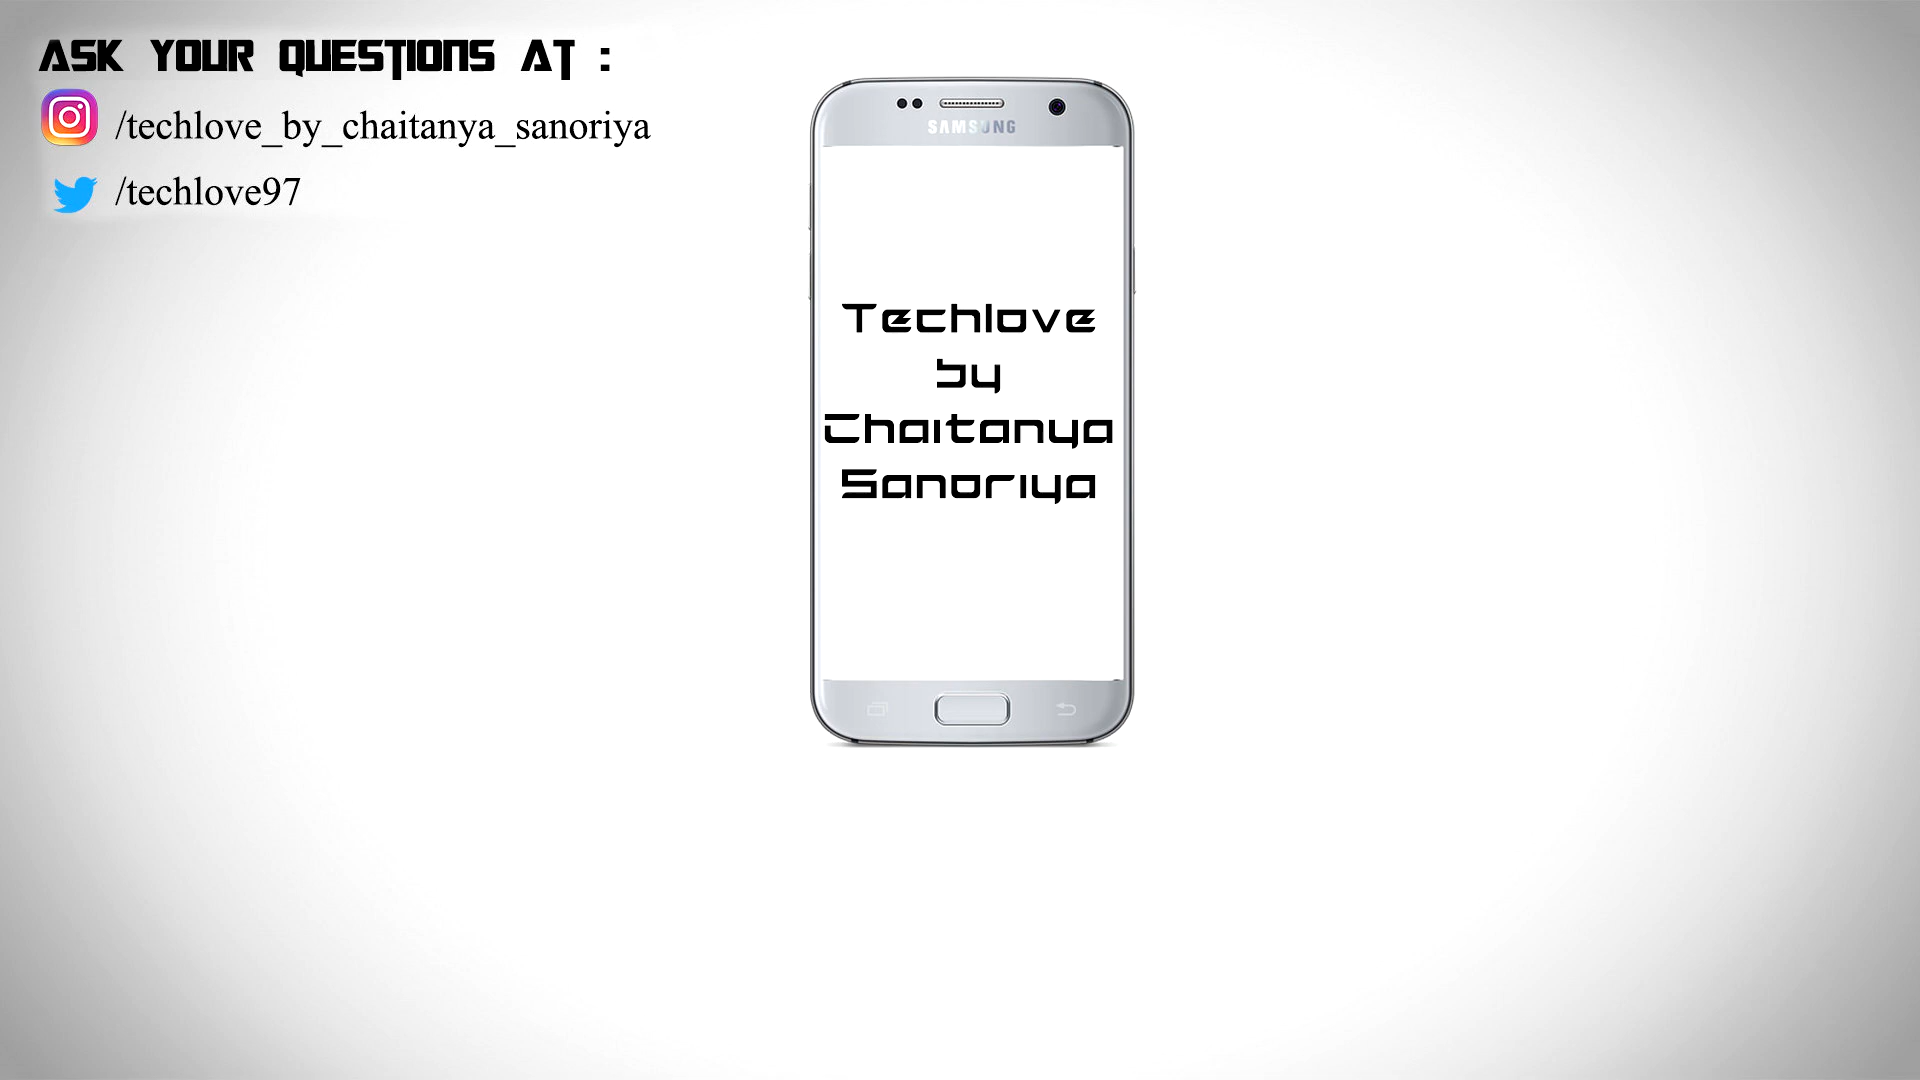 ASK YOUR QUESTIONS AT :
/techlove_by_chaitanya_sanoriya
/techlove97
SAMSUNG
Techlove
by
Chaitanya
Sanoriya